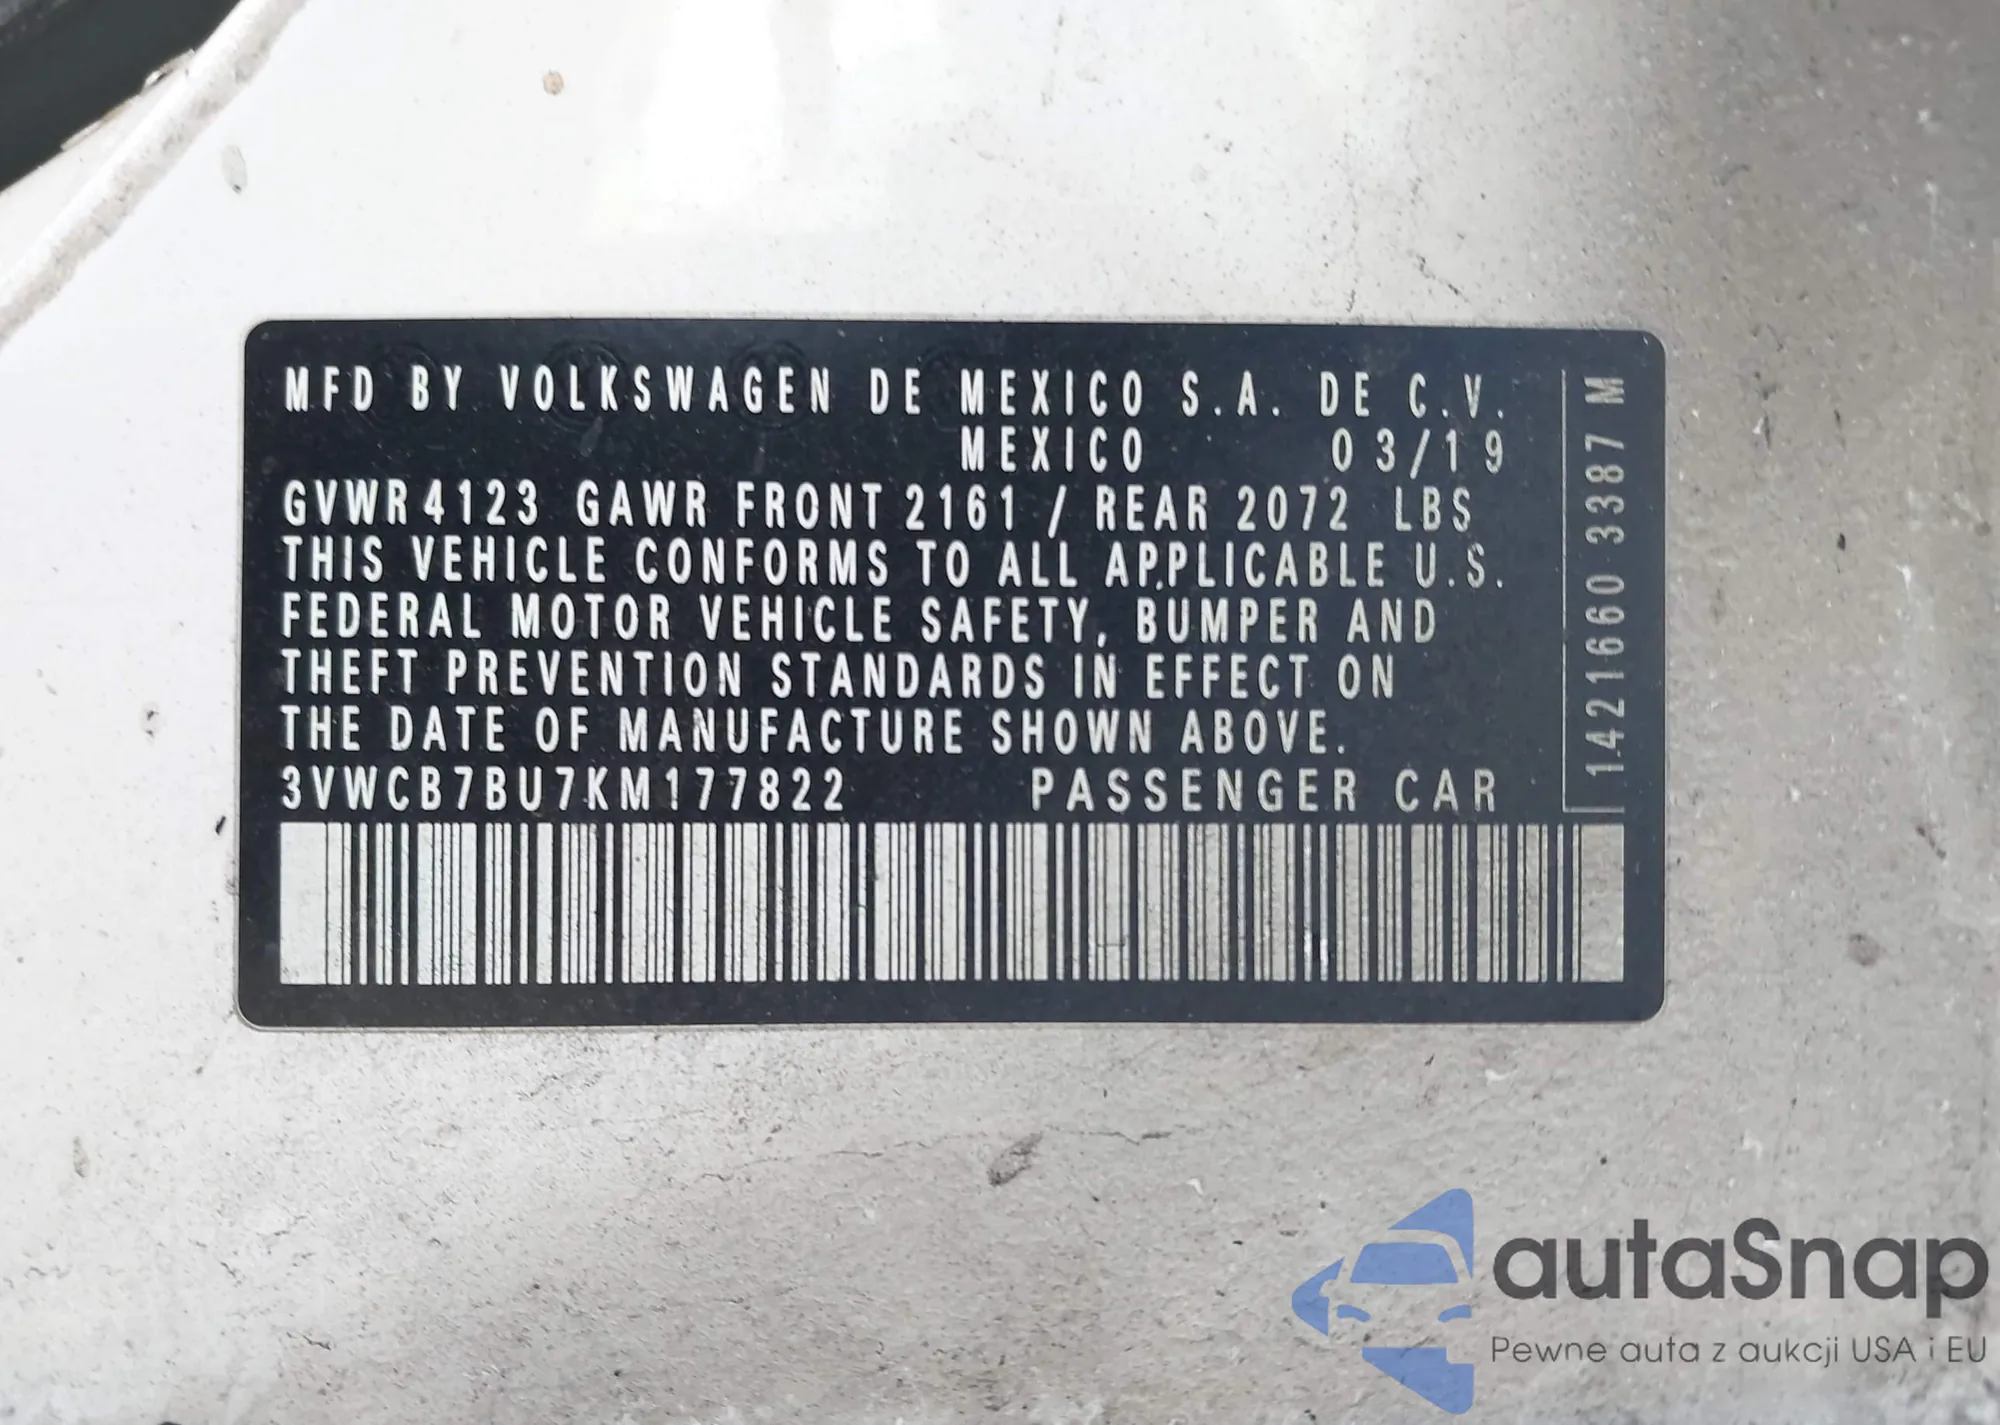 MFD BY VOLKSWAGEN DE MEXICO S.A. DE C.V.
MEXICO 03/19
GVWR 4123 GAWR FRONT 2161 / REAR 2072 LBS
THIS VEHICLE CONFORMS TO ALL APPLICABLE U.S.
FEDERAL MOTOR VEHICLE SAFETY, BUMPER AND
THEFT PREVENTION STANDARDS IN EFFECT ON
THE DATE OF MANUFACTURE SHOWN ABOVE.
3VWCB7BU7KM177822 PASSENGER CAR
1421660 3387 M
autaSnap
Pewne auta z aukcji USA i EU